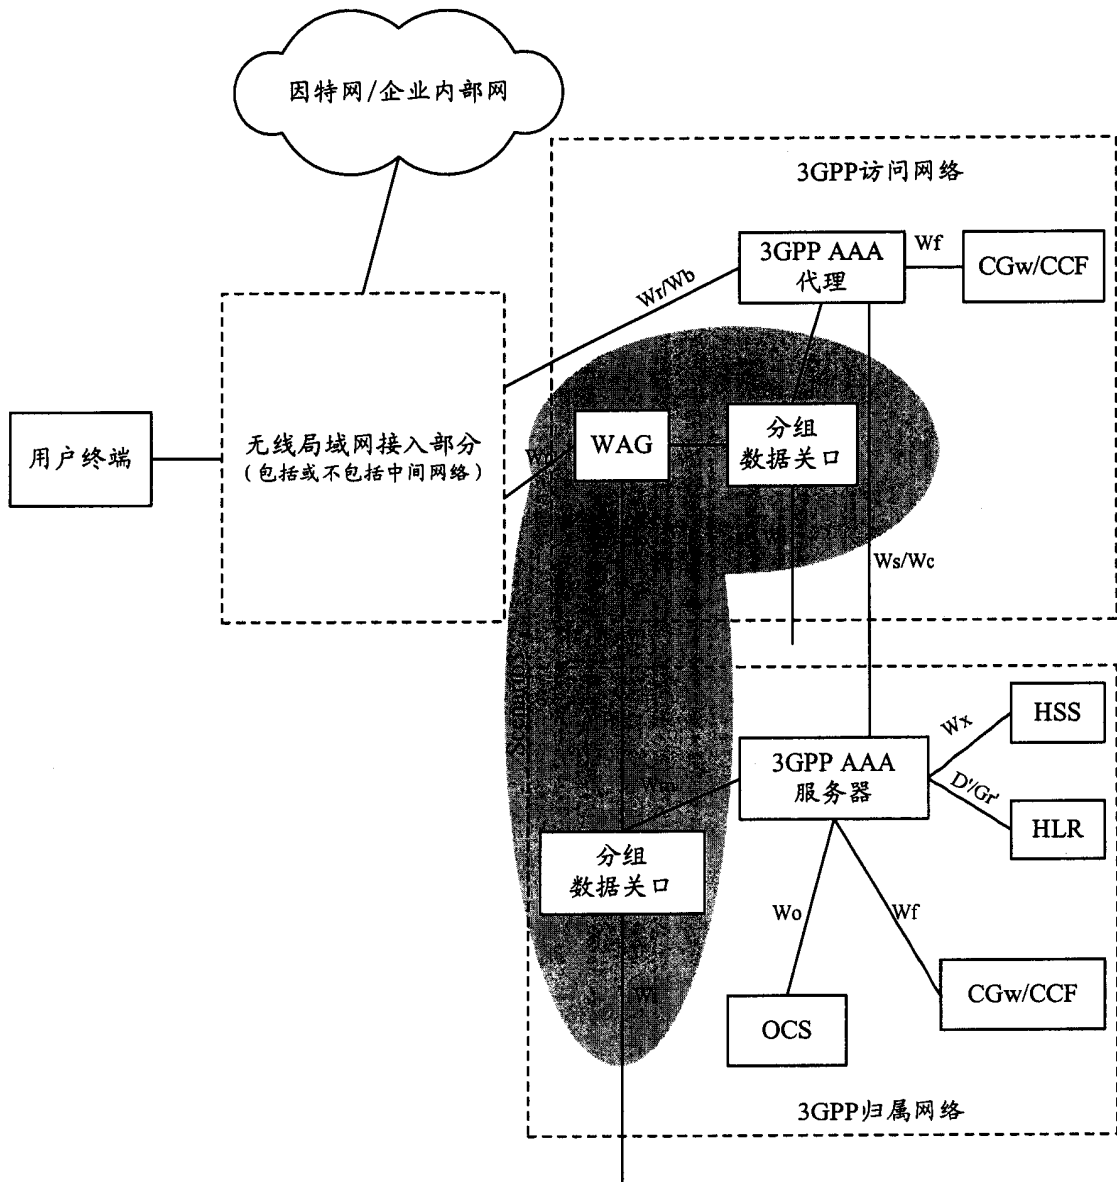 因特网/企业内部网
3GPP访问网络
3GPP AAA
代理
Wf
CGw/CCF
Wr/Wb
用户终端
无线局域网接入部分
(包括或不包括中间网络)
WAG
分组
数据关口
Ws/Wc
HSS
Wx
3GPP AAA
服务器
D'/Gr'
HLR
分组
数据关口
Wo
Wf
CGw/CCF
OCS
3GPP归属网络